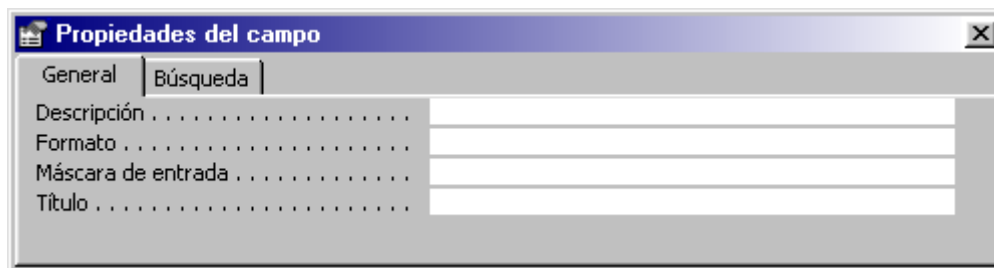 Propiedades del campo
General Búsqueda
Descripción . . . . . . . . . . . . . . . . . . .
Formato . . . . . . . . . . . . . . . . . . . . .
Máscara de entrada . . . . . . . . . . . . .
Título . . . . . . . . . . . . . . . . . . . . . . .